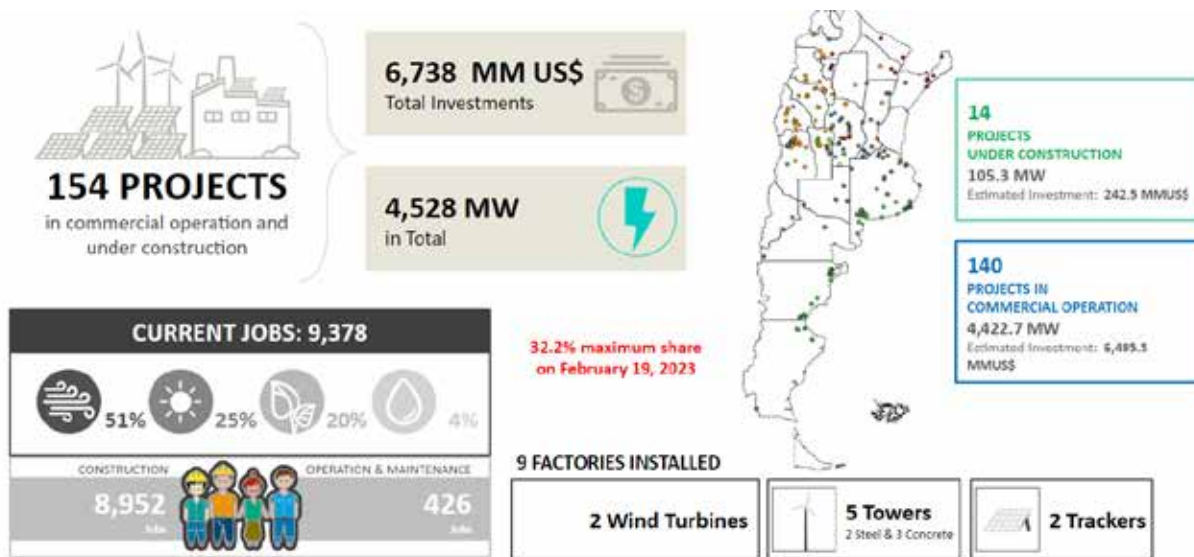 154 PROJECTS
in commercial operation and
under construction
6,738 MM US$
Total Investments
4,528 MW
in Total
14
PROJECTS
UNDER CONSTRUCTION
105.3 MW
Estimated Investment: 242.5 MMUS$
140
PROJECTS IN
COMMERCIAL OPERATION
4,422.7 MW
Estimated Investment: 6,495.5
MMUS$
CURRENT JOBS: 9,378
51%
25%
20%
4%
CONSTRUCTION
8,952
Jobs
OPERATION & MAINTENANCE
426
Jobs
32.2% maximum share
on February 19, 2023
9 FACTORIES INSTALLED
2 Wind Turbines
5 Towers
2 Steel & 3 Concrete
2 Trackers